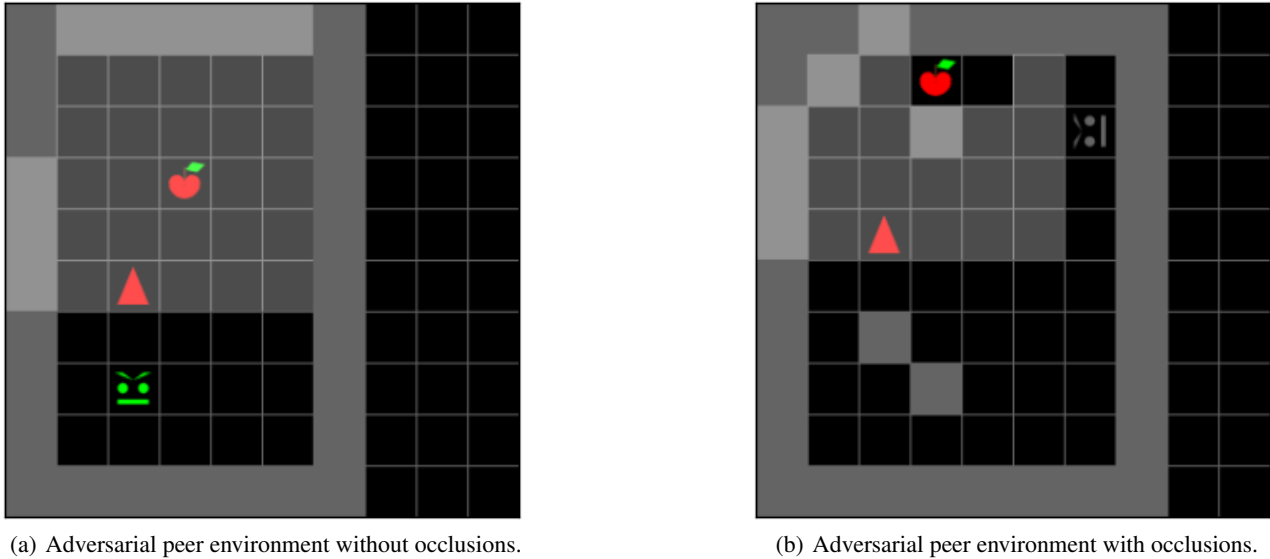 (a) Adversarial peer environment without occlusions.
(b) Adversarial peer environment with occlusions.